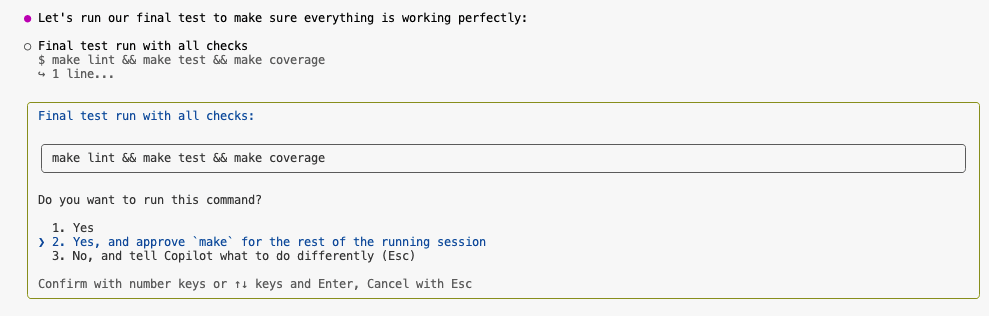 ● Let's run our final test to make sure everything is working perfectly:
○ Final test run with all checks
$ make lint && make test && make coverage
↪ 1 line...
Final test run with all checks:
make lint && make test && make coverage
Do you want to run this command?
1. Yes
❯ 2. Yes, and approve `make` for the rest of the running session
3. No, and tell Copilot what to do differently (Esc)
Confirm with number keys or ↑↓ keys and Enter, Cancel with Esc